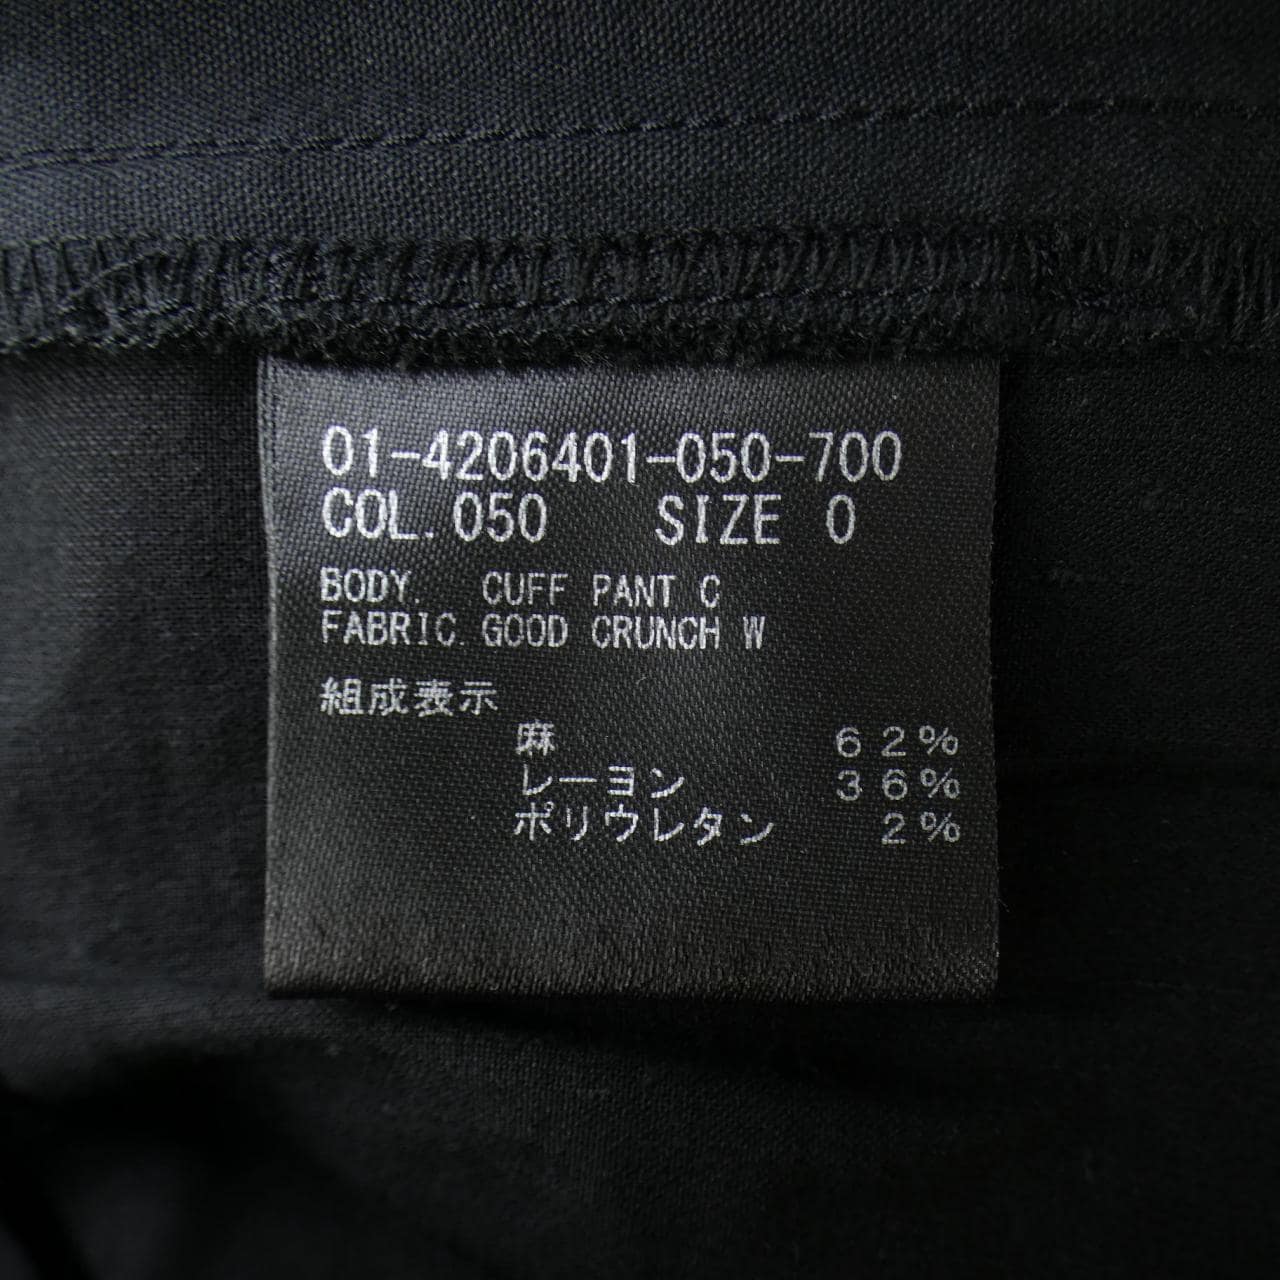 01-4206401-050-700
COL. 050 SIZE 0
BODY. CUFF PANT C
FABRIC. GOOD CRUNCH W
組成表示
麻 62%
レーヨン 36%
ポリウレタン 2%